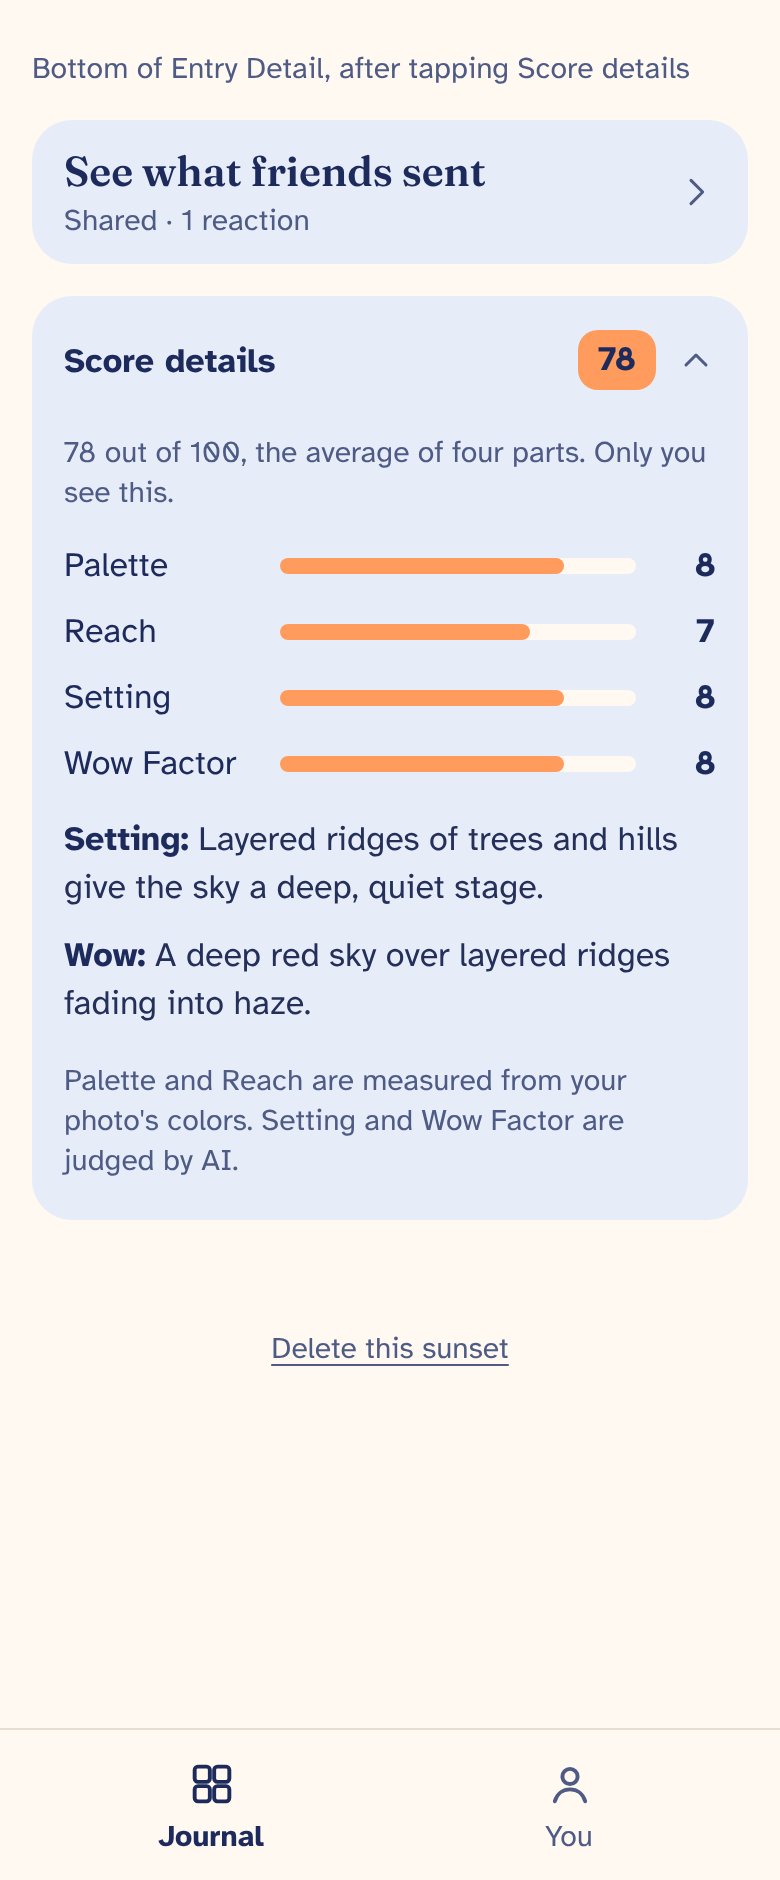 Bottom of Entry Detail, after tapping Score details
See what friends sent
Shared · 1 reaction
Score details
78
78 out of 100, the average of four parts. Only you
see this.
Palette
8
Reach
7
Setting
8
Wow Factor
8
Setting: Layered ridges of trees and hills
give the sky a deep, quiet stage.
Wow: A deep red sky over layered ridges
fading into haze.
Palette and Reach are measured from your
photo's colors. Setting and Wow Factor are
judged by AI.
Delete this sunset
Journal
You